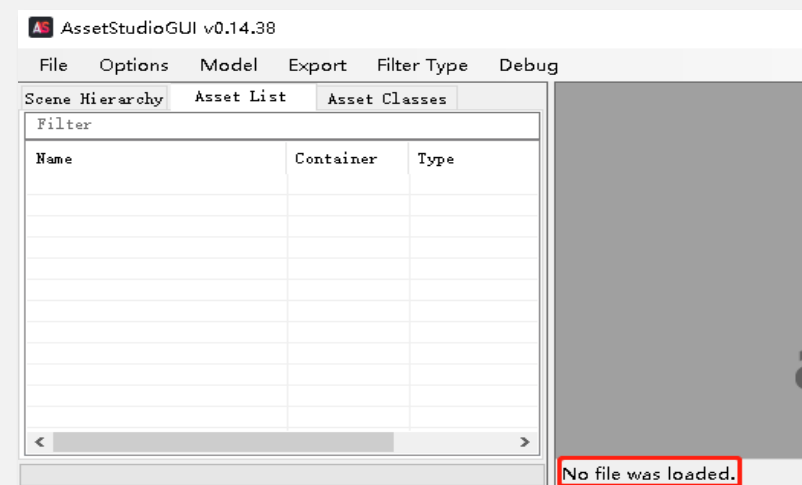 AS AssetStudioGUI v0.14.38
File Options Model Export Filter Type Debug
Scene Hierarchy Asset List Asset Classes
Filter
Name Container Type
No file was loaded.